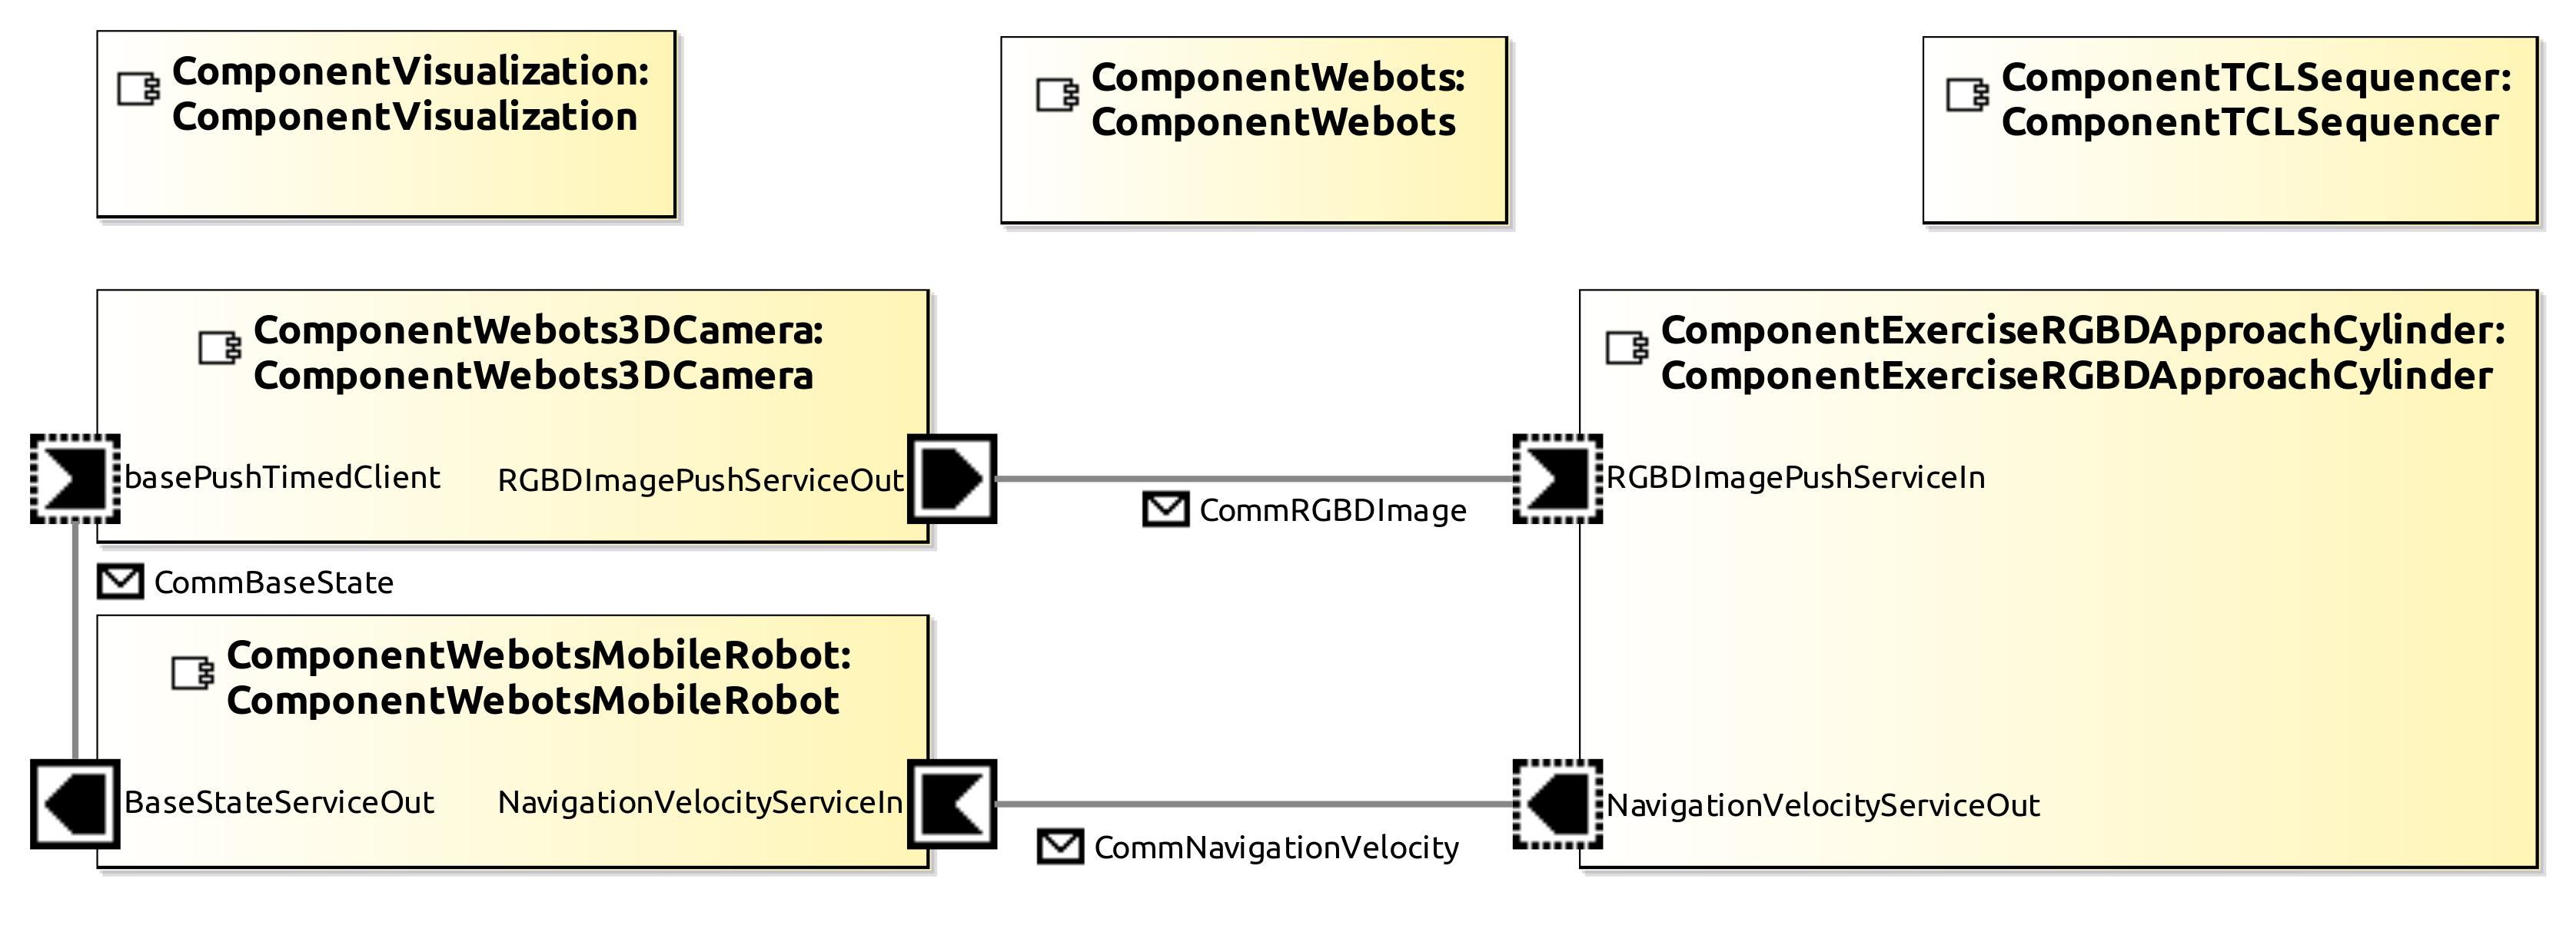 ComponentVisualization:
ComponentVisualization
ComponentWebots:
ComponentWebots
ComponentTCLSequencer:
ComponentTCLSequencer
ComponentWebots3DCamera:
ComponentWebots3DCamera
basePushTimedClient
RGBDImagePushServiceOut
CommRGBDImage
ComponentExerciseRGBDApproachCylinder:
ComponentExerciseRGBDApproachCylinder
RGBDImagePushServiceIn
CommBaseState
ComponentWebotsMobileRobot:
ComponentWebotsMobileRobot
BaseStateServiceOut
NavigationVelocityServiceIn
CommNavigationVelocity
NavigationVelocityServiceOut